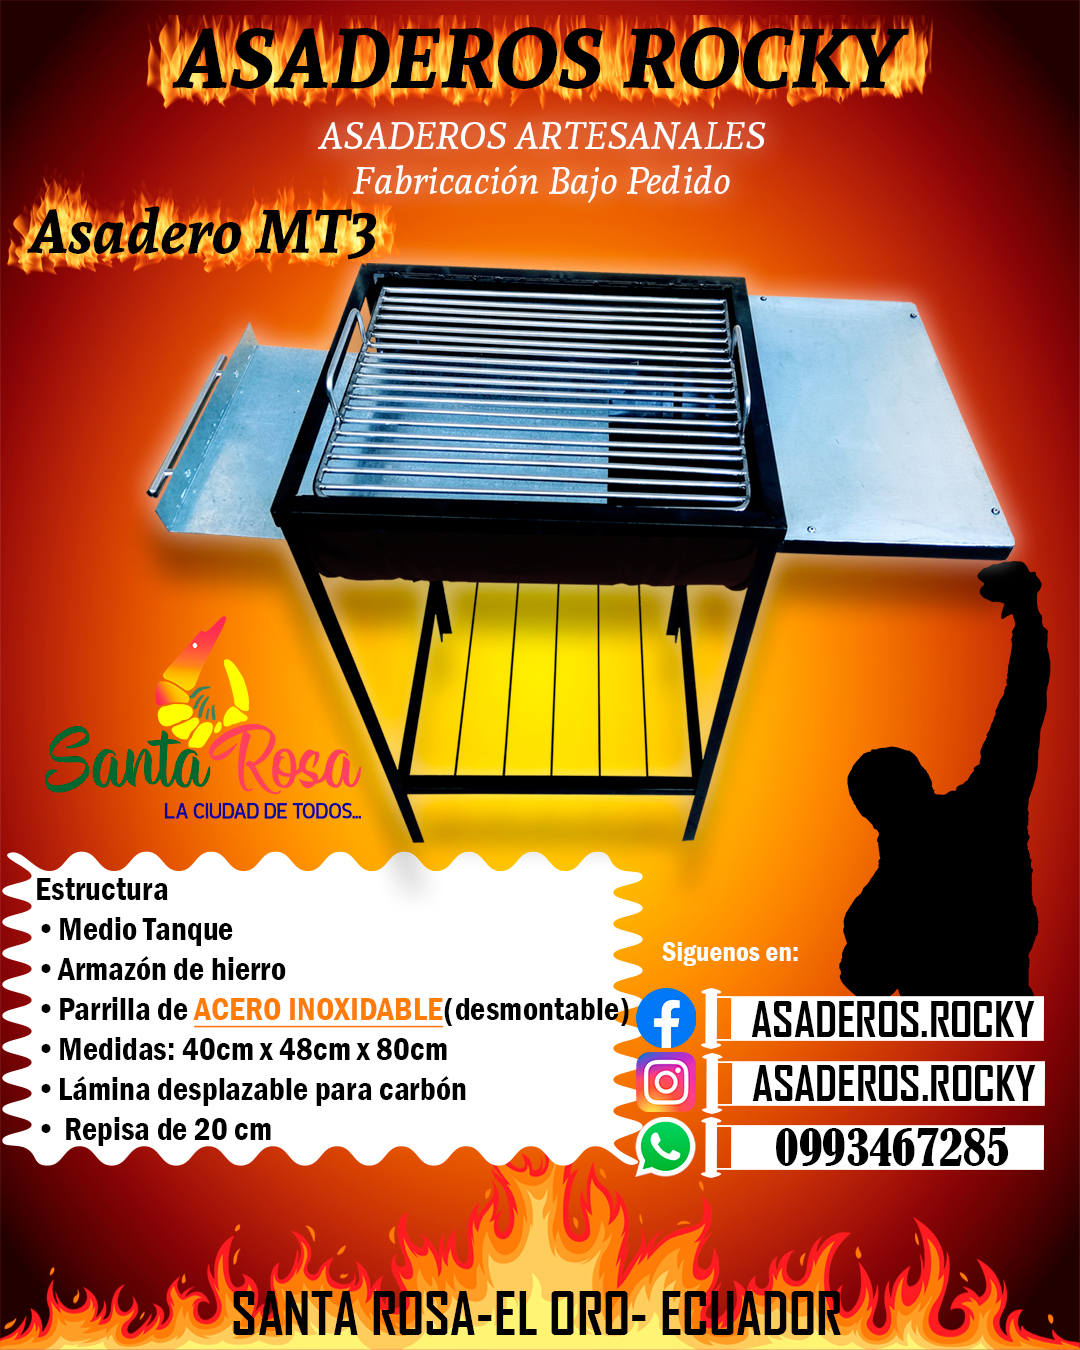 ASADEROS ROCKY
ASADEROS ARTESANALES
Fabricación Bajo Pedido
Asadero MT3
Santa Rosa
LA CIUDAD DE TODOS...
Estructura
• Medio Tanque
• Armazón de hierro
• Parrilla de ACERO INOXIDABLE(desmontable)
• Medidas: 40cm x 48cm x 80cm
• Lámina desplazable para carbón
• Repisa de 20 cm
Siguenos en:
ASADEROS.ROCKY
ASADEROS.ROCKY
0993467285
SANTA ROSA-EL ORO- ECUADOR